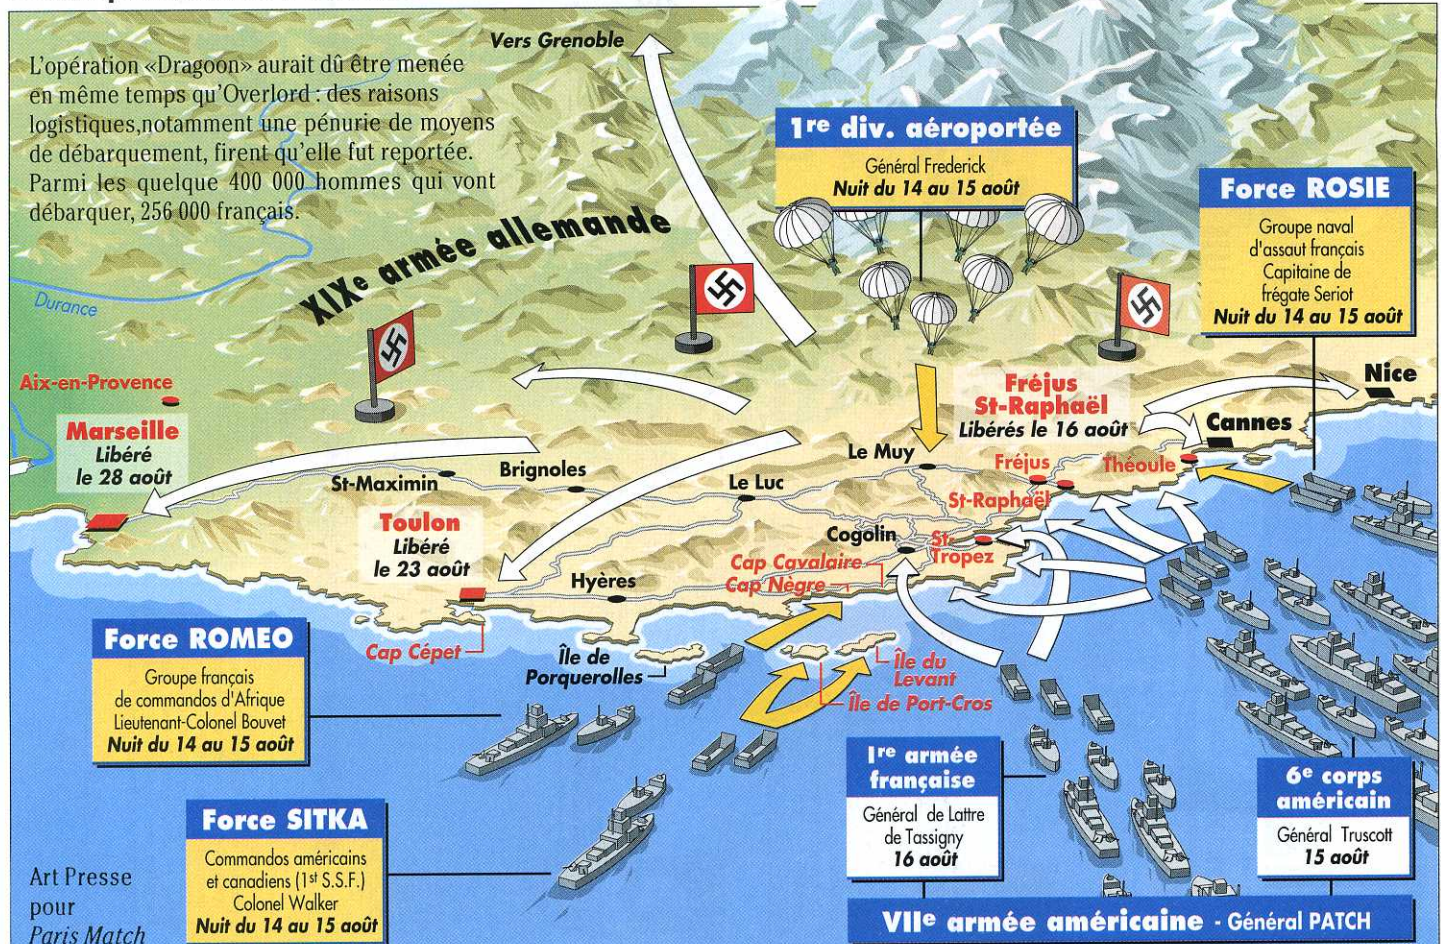 Vers Grenoble
L'opération «Dragoon» aurait dû être menée
en même temps qu'Overlord : des raisons
logistiques,notamment une pénurie de moyens
de débarquement, firent qu'elle fut reportée.
Parmi les quelque 400 000 hommes qui vont
débarquer, 256 000 français.
1re div. aéroportée
Général Frederick
Nuit du 14 au 15 août
Force ROSIE
Groupe naval
d'assaut français
Capitaine de
frégate Seriot
Nuit du 14 au 15 août
XIXe armée allemande
Durance
Aix-en-Provence
Marseille
Libéré
le 28 août
St-Maximin
Brignoles
Toulon
Libéré
le 23 août
Hyères
Le Luc
Le Muy
Fréjus
St-Raphaël
Libérés le 16 août
Nice
Cannes
Fréjus
Théoule
St-Raphaël
Cogolin
St-
Tropez
Cap Cavalaire
Cap Nègre
Cap Cépet
Île de
Porquerolles
Île du
Levant
Île de Port-Cros
Force ROMEO
Groupe français
de commandos d'Afrique
Lieutenant-Colonel Bouvet
Nuit du 14 au 15 août
Force SITKA
Commandos américains
et canadiens (1st S.S.F.)
Colonel Walker
Nuit du 14 au 15 août
Ire armée
française
Général de Lattre
de Tassigny
16 août
6e corps
américain
Général Truscott
15 août
VIIe armée américaine - Général PATCH
Art Presse
pour
Paris Match